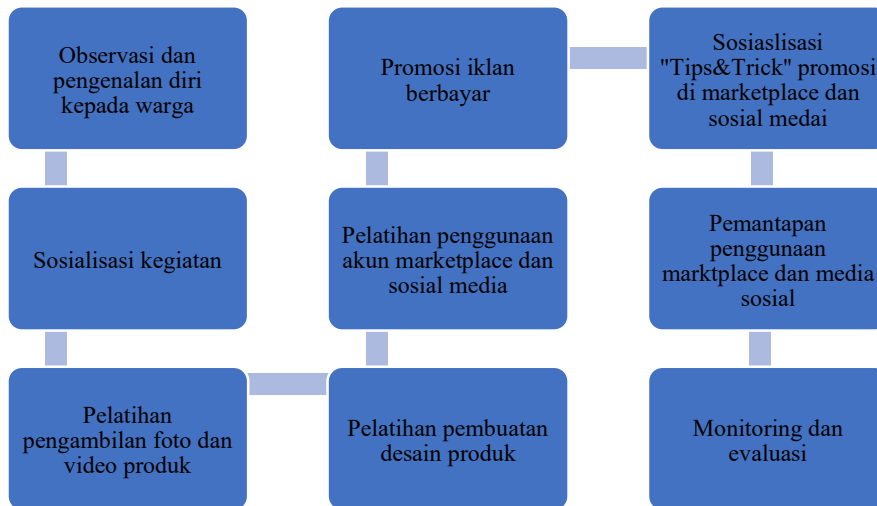 Observasi dan
pengenalan diri
kepada warga
Sosialisasi kegiatan
Pelatihan
pengambilan foto dan
video produk
Pelatihan pembuatan
desain produk
Pelatihan penggunaan
akun marketplace dan
sosial media
Promosi iklan
berbayar
Sosiaslisasi
"Tips&Trick" promosi
di marketplace dan
sosial medai
Pemantapan
penggunaan
marktplace dan media
sosial
Monitoring dan
evaluasi